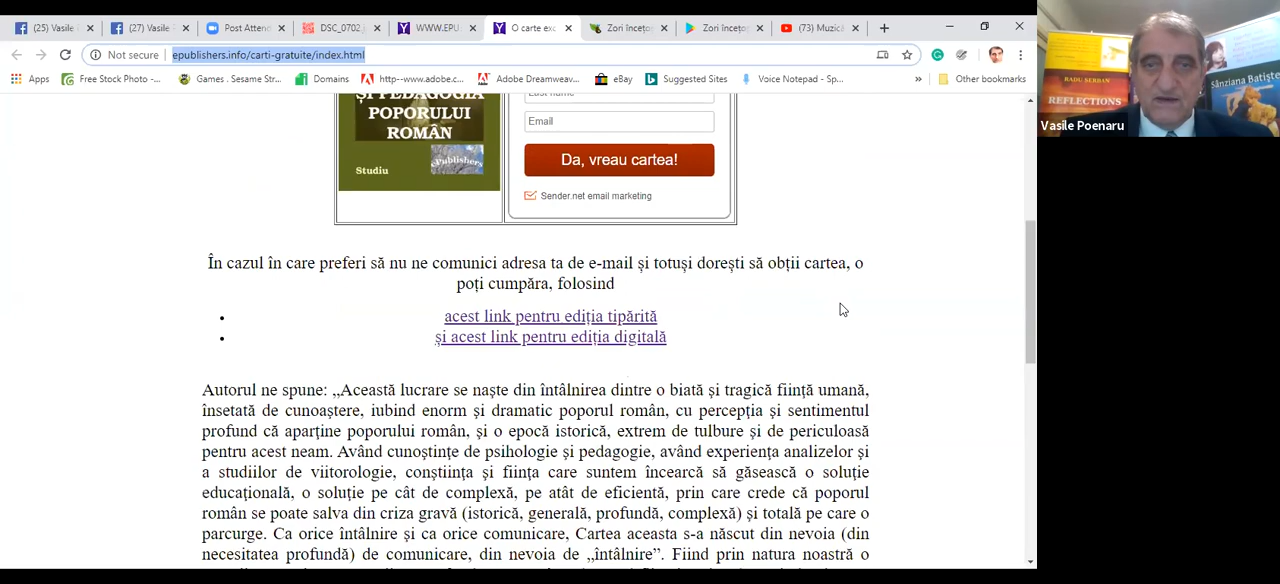 (25) Vasile
(27) Vasile
Post Attend
DSC_0702.j
WWW.EPU
O carte exc
Zori începo
Zori începo
(73) Muzică
Not secure
epublishers.info/carti-gratuite/index.html
Apps
Free Stock Photo -...
Games . Sesame Str...
Domains
http--www.adobe.c...
Adobe Dreamweav...
eBay
Suggested Sites
Voice Notepad - Sp...
»
Other bookmarks
ȘI PEDAGOGIA
POPORULUI
ROMÂN
Studiu
ePublishers
Last name
Email
Da, vreau cartea!
Sender.net email marketing
În cazul în care preferi să nu ne comunici adresa ta de e-mail și totuși dorești să obții cartea, o
poți cumpăra, folosind
acest link pentru ediția tipărită
și acest link pentru ediția digitală
Autorul ne spune: „Această lucrare se naște din întâlnirea dintre o biată și tragică ființă umană,
însetată de cunoaștere, iubind enorm și dramatic poporul român, cu percepția și sentimentul
profund că aparține poporului român, și o epocă istorică, extrem de tulbure și de periculoasă
pentru acest neam. Având cunoștințe de psihologie și pedagogie, având experiența analizelor și
a studiilor de viitorologie, conștiința și ființa care suntem încearcă să găsească o soluție
educațională, o soluție pe cât de complexă, pe atât de eficientă, prin care crede că poporul
român se poate salva din criza gravă (istorică, generală, profundă, complexă) și totală pe care o
parcurge. Ca orice întâlnire și ca orice comunicare, Cartea aceasta s-a născut din nevoia (din
necesitatea profundă) de comunicare, din nevoia de „întâlnire”. Fiind prin natura noastră o
RADU SERBAN
REFLECTIONS
Sânziana Batiște
Vasile Poenaru